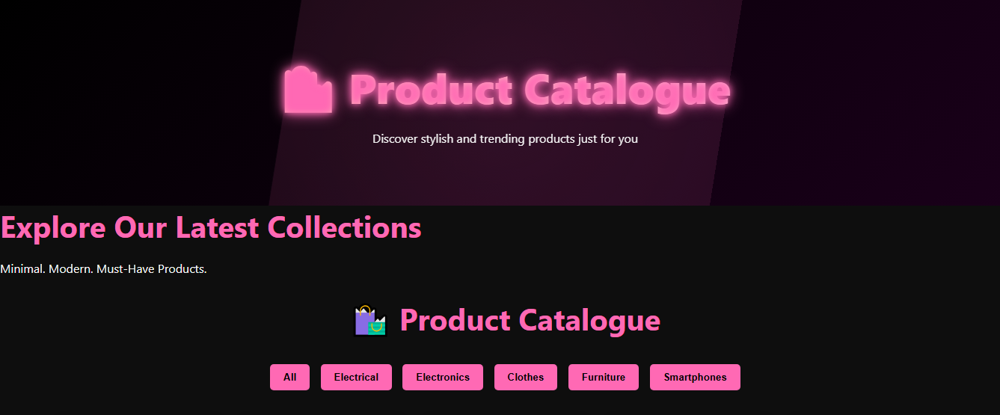 Product Catalogue
Discover stylish and trending products just for you
Explore Our Latest Collections
Minimal. Modern. Must-Have Products.
Product Catalogue
All Electrical Electronics Clothes Furniture Smartphones